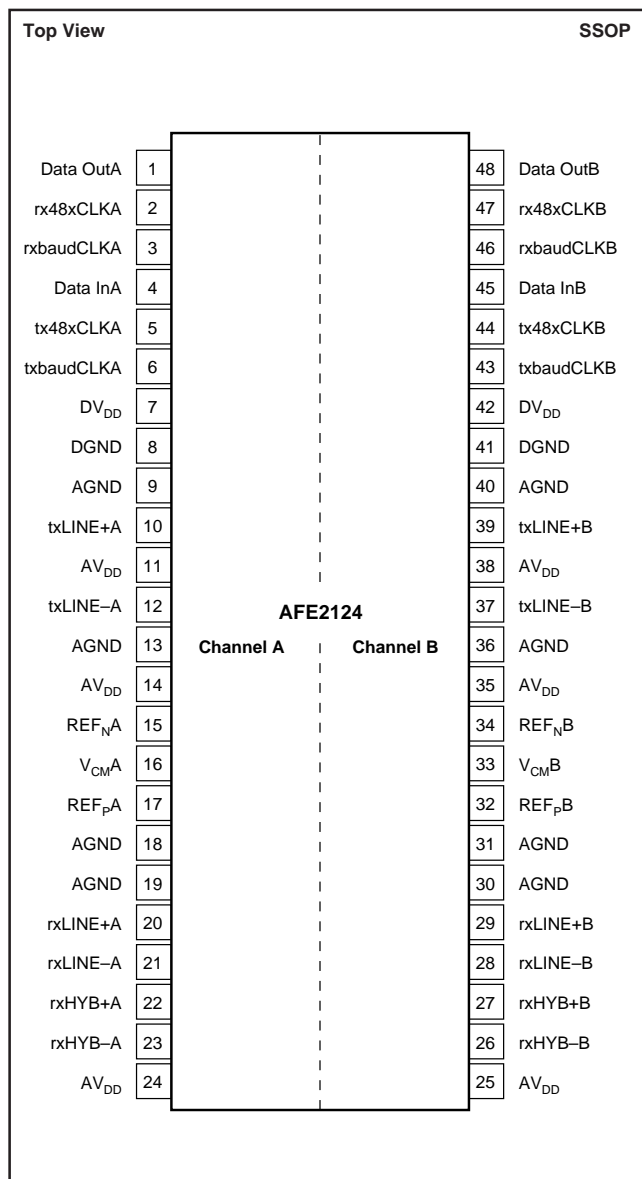 Top View SSOP
Data OutA 1 48 Data OutB
rx48xCLKA 2 47 rx48xCLKB
rxbaudCLKA 3 46 rxbaudCLKB
Data InA 4 45 Data InB
tx48xCLKA 5 44 tx48xCLKB
txbaudCLKA 6 43 txbaudCLKB
DVDD 7 42 DVDD
DGND 8 41 DGND
AGND 9 40 AGND
txLINE+A 10 39 txLINE+B
AVDD 11 38 AVDD
txLINE–A 12 37 txLINE–B
AFE2124
AGND 13 Channel A Channel B 36 AGND
AVDD 14 35 AVDD
REFNA 15 34 REFNB
VCMA 16 33 VCMB
REFPA 17 32 REFPB
AGND 18 31 AGND
AGND 19 30 AGND
rxLINE+A 20 29 rxLINE+B
rxLINE–A 21 28 rxLINE–B
rxHYB+A 22 27 rxHYB+B
rxHYB–A 23 26 rxHYB–B
AVDD 24 25 AVDD